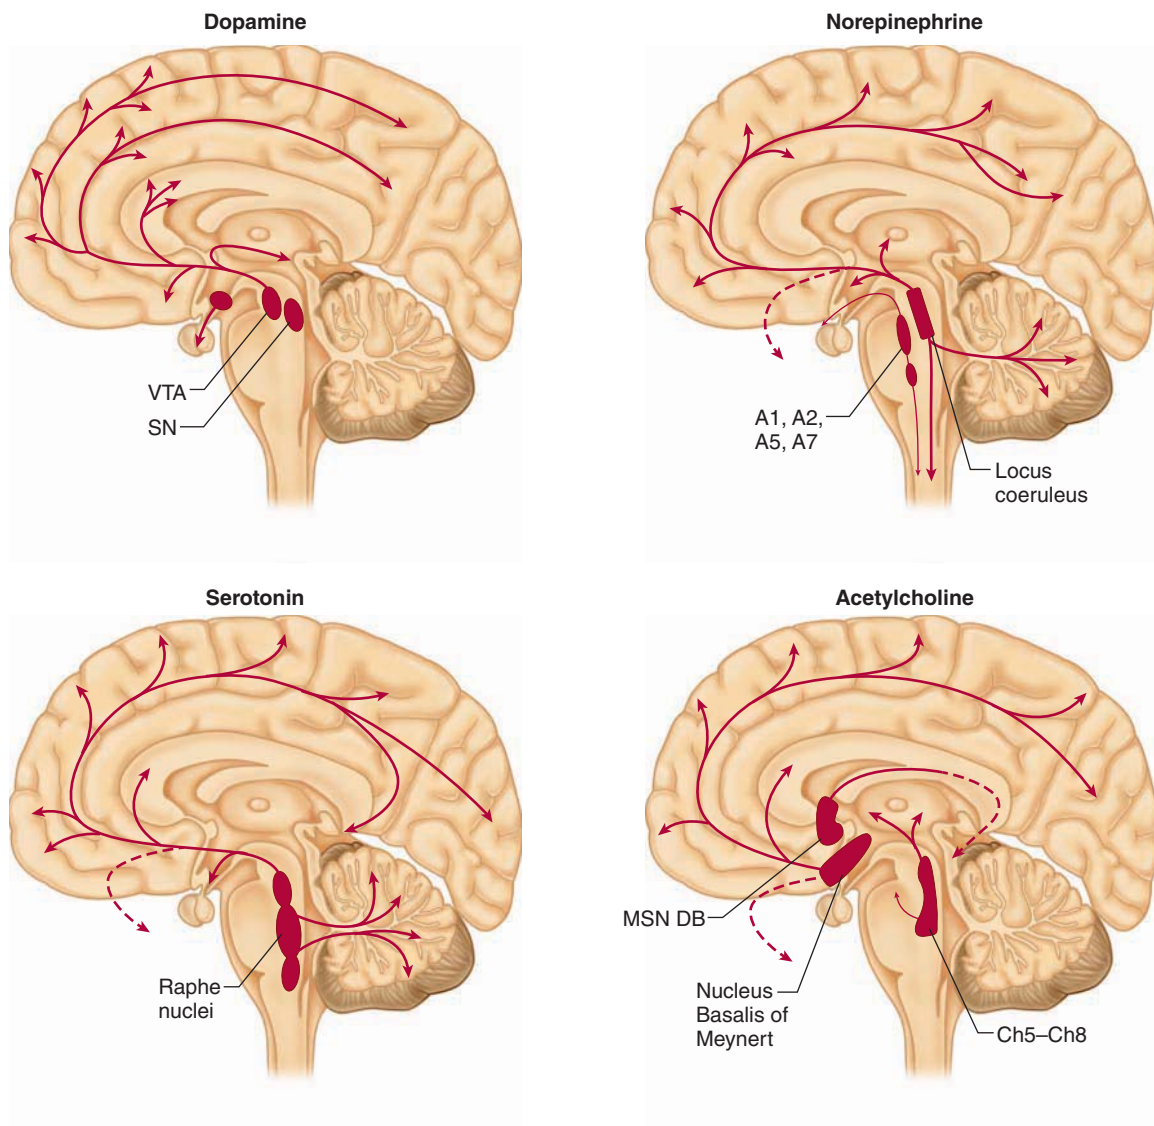 Dopamine
VTA
SN
Norepinephrine
A1, A2,
A5, A7
Locus
coeruleus
Serotonin
Raphe
nuclei
Acetylcholine
MSN DB
Nucleus
Basalis of
Meynert
Ch5–Ch8